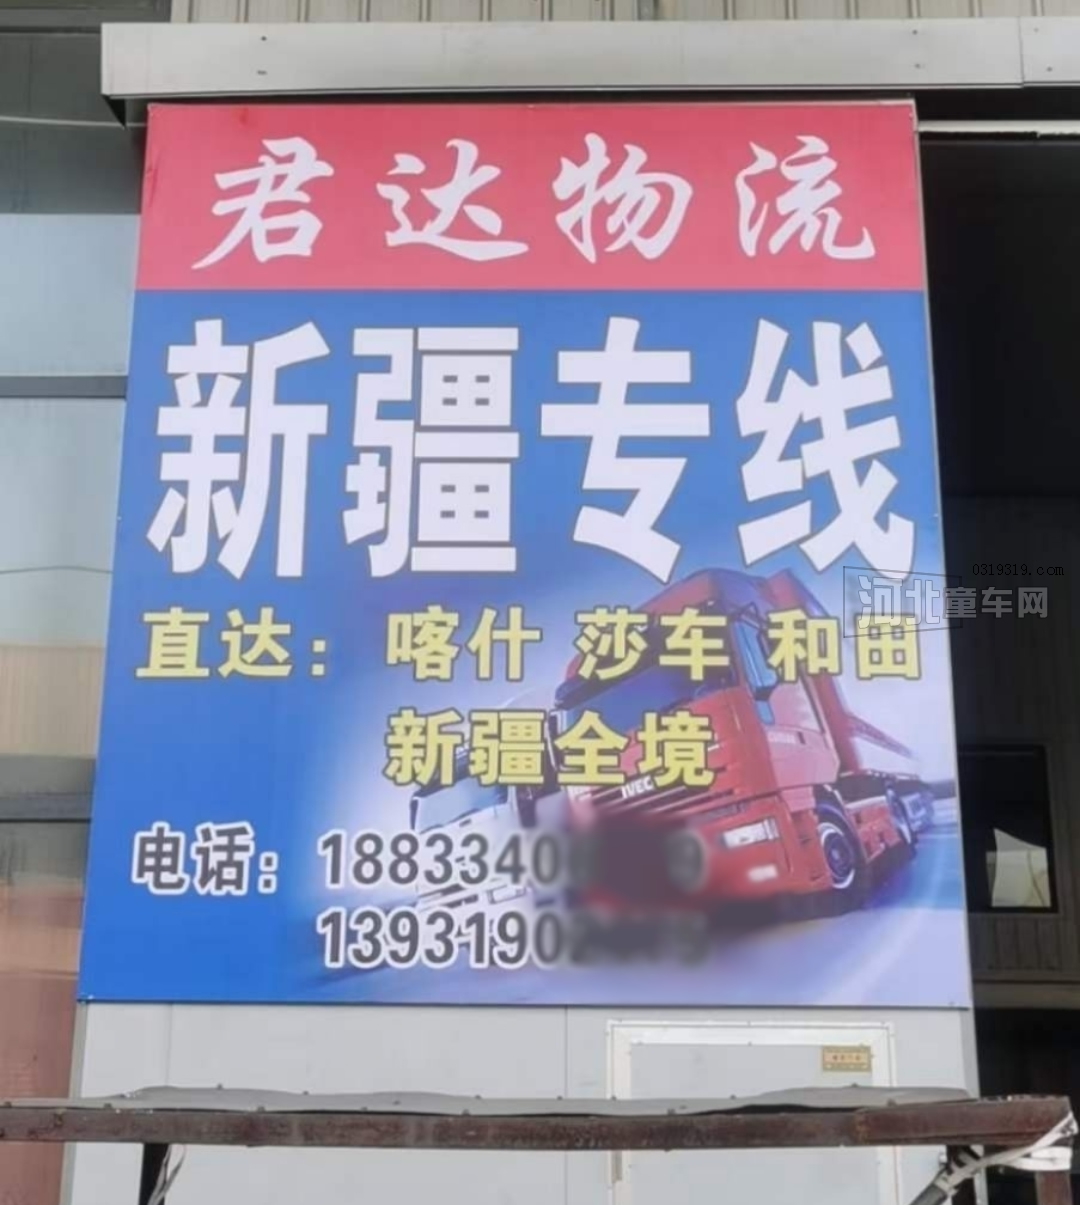 君达物流
新疆专线
直达：喀什 莎车 和田
新疆全境
电话：1883340
1393190
0319319.com
河北童车网